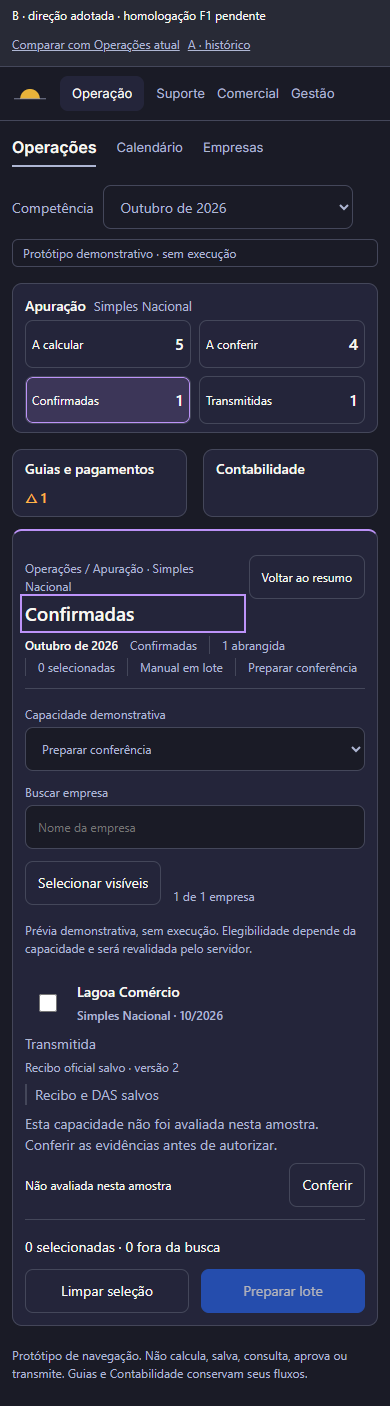 B · direção adotada · homologação F1 pendente
Comparar com Operações atual A · histórico
Operação Suporte Comercial Gestão
Operações Calendário Empresas
Competência Outubro de 2026
Protótipo demonstrativo · sem execução
Apuração Simples Nacional
A calcular 5 A conferir 4
Confirmadas 1 Transmitidas 1
Guias e pagamentos Contabilidade
△ 1
Operações / Apuração · Simples
Nacional
Voltar ao resumo
Confirmadas
Outubro de 2026 Confirmadas 1 abrangida
0 selecionadas Manual em lote Preparar conferência
Capacidade demonstrativa
Preparar conferência
Buscar empresa
Nome da empresa
Selecionar visíveis 1 de 1 empresa
Prévia demonstrativa, sem execução. Elegibilidade depende da
capacidade e será revalidada pelo servidor.
Lagoa Comércio
Simples Nacional · 10/2026
Transmitida
Recibo oficial salvo · versão 2
Recibo e DAS salvos
Esta capacidade não foi avaliada nesta amostra.
Conferir as evidências antes de autorizar.
Não avaliada nesta amostra Conferir
0 selecionadas · 0 fora da busca
Limpar seleção Preparar lote
Protótipo de navegação. Não calcula, salva, consulta, aprova ou
transmite. Guias e Contabilidade conservam seus fluxos.